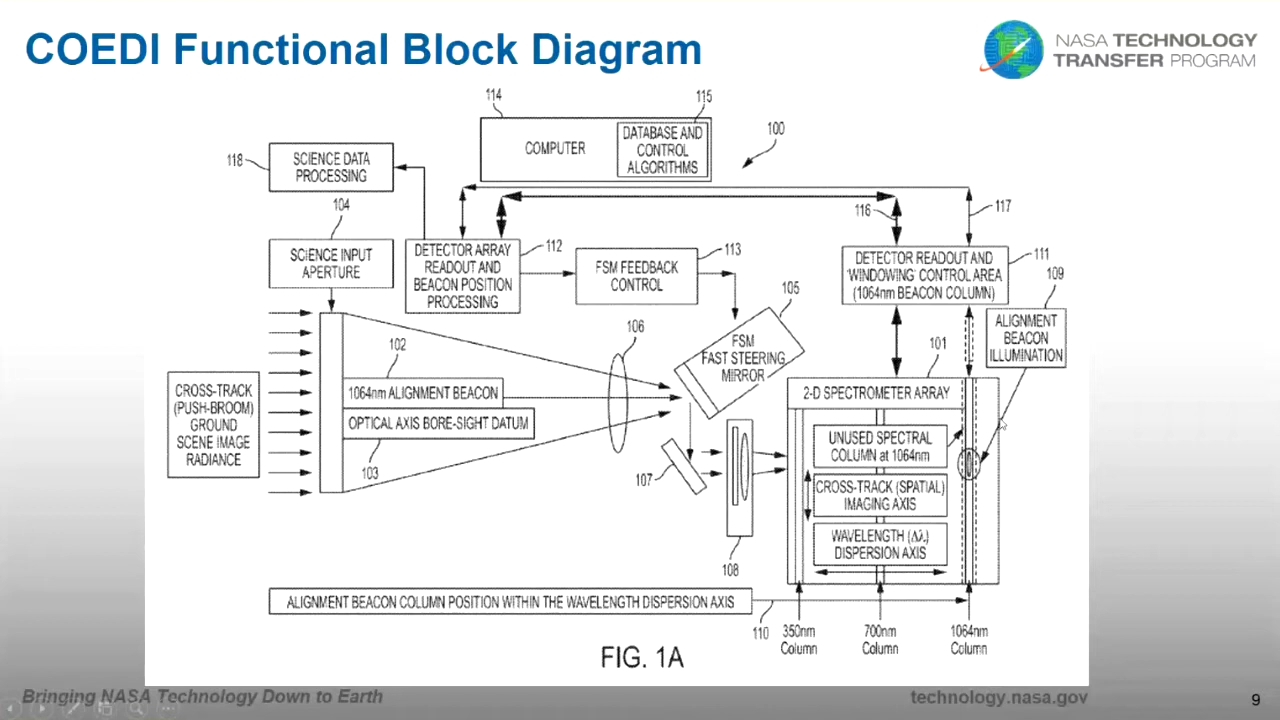 COEDI Functional Block Diagram
NASA TECHNOLOGY
TRANSFER PROGRAM
114
115
COMPUTER
DATABASE AND
CONTROL
ALGORITHMS
100
118
SCIENCE DATA
PROCESSING
104
SCIENCE INPUT
APERTURE
DETECTOR ARRAY
READOUT AND
BEACON POSITION
PROCESSING
112
FSM FEEDBACK
CONTROL
113
116
117
DETECTOR READOUT AND
'WINDOWING' CONTROL AREA
(1064nm BEACON COLUMN)
111
109
ALIGNMENT
BEACON
ILLUMINATION
105
FSM
FAST STEERING
MIRROR
106
102
1064nm ALIGNMENT BEACON
OPTICAL AXIS BORE-SIGHT DATUM
103
CROSS-TRACK
(PUSH-BROOM)
GROUND
SCENE IMAGE
RADIANCE
107
108
101
2-D SPECTROMETER ARRAY
UNUSED SPECTRAL
COLUMN at 1064nm
CROSS-TRACK (SPATIAL)
IMAGING AXIS
WAVELENGTH (Δλ)
DISPERSION AXIS
ALIGNMENT BEACON COLUMN POSITION WITHIN THE WAVELENGTH DISPERSION AXIS
110
350nm
Column
700nm
Column
1064nm
Column
FIG. 1A
Bringing NASA Technology Down to Earth
technology.nasa.gov
9